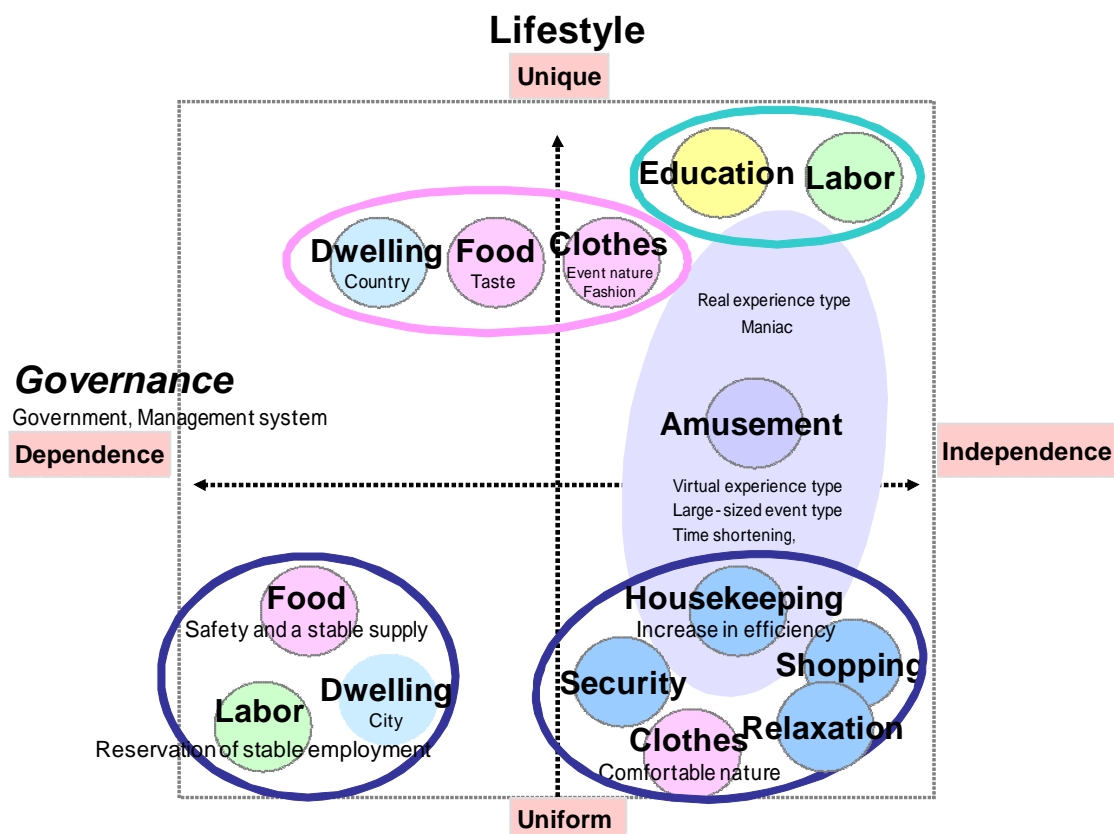 Lifestyle
Unique
Education
Labor
Dwelling
Country
Food
Taste
Clothes
Event nature
Fashion
Real experience type
Maniac
Governance
Government, Management system
Dependence
Amusement
Independence
Virtual experience type
Large-sized event type
Time shortening,
Food
Safety and a stable supply
Dwelling
City
Labor
Reservation of stable employment
Housekeeping
Increase in efficiency
Shopping
Security
Relaxation
Clothes
Comfortable nature
Uniform